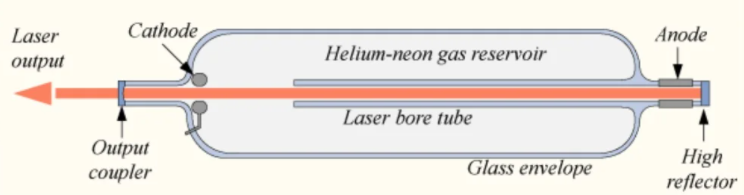 Laser
output
Cathode
Helium-neon gas reservoir
Anode
Laser bore tube
Output
coupler
Glass envelope
High
reflector